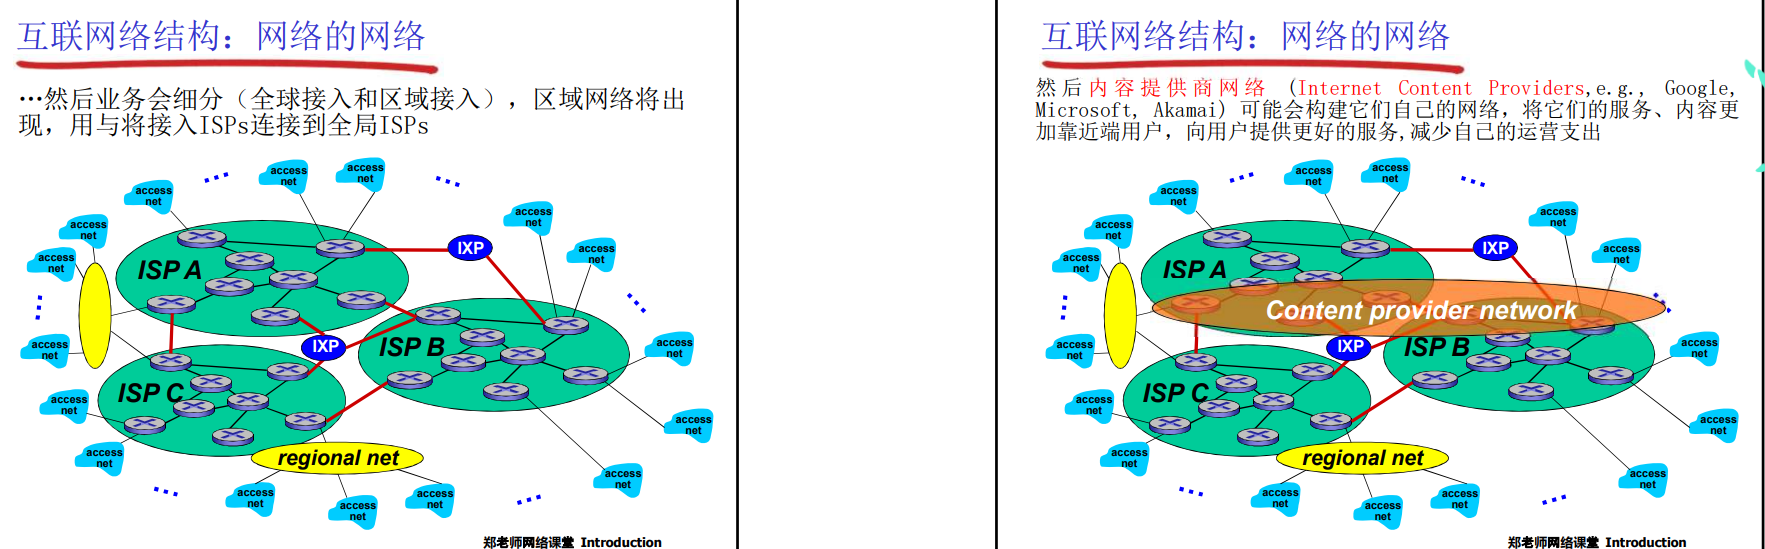 互联网络结构：网络的网络
…然后业务会细分（全球接入和区域接入），区域网络将出
现，用与将接入ISPs连接到全局ISPs
access
net
access
net
access
net
access
net
access
net
access
net
access
net
IXP
ISP A
IXP
ISP B
access
net
access
net
ISP C
access
net
access
net
access
net
regional net
access
net
access
net
access
net
access
net
郑老师网络课堂 Introduction
互联网络结构：网络的网络
然后内容提供商网络 (Internet Content Providers,e.g., Google,
Microsoft, Akamai) 可能会构建它们自己的网络，将它们的服务、内容更
加靠近端用户，向用户提供更好的服务,减少自己的运营支出
access
net
access
net
access
net
access
net
access
net
access
net
access
net
IXP
ISP A
Content provider network
IXP
ISP B
access
net
access
net
ISP C
access
net
access
net
access
net
regional net
access
net
access
net
access
net
access
net
郑老师网络课堂 Introduction